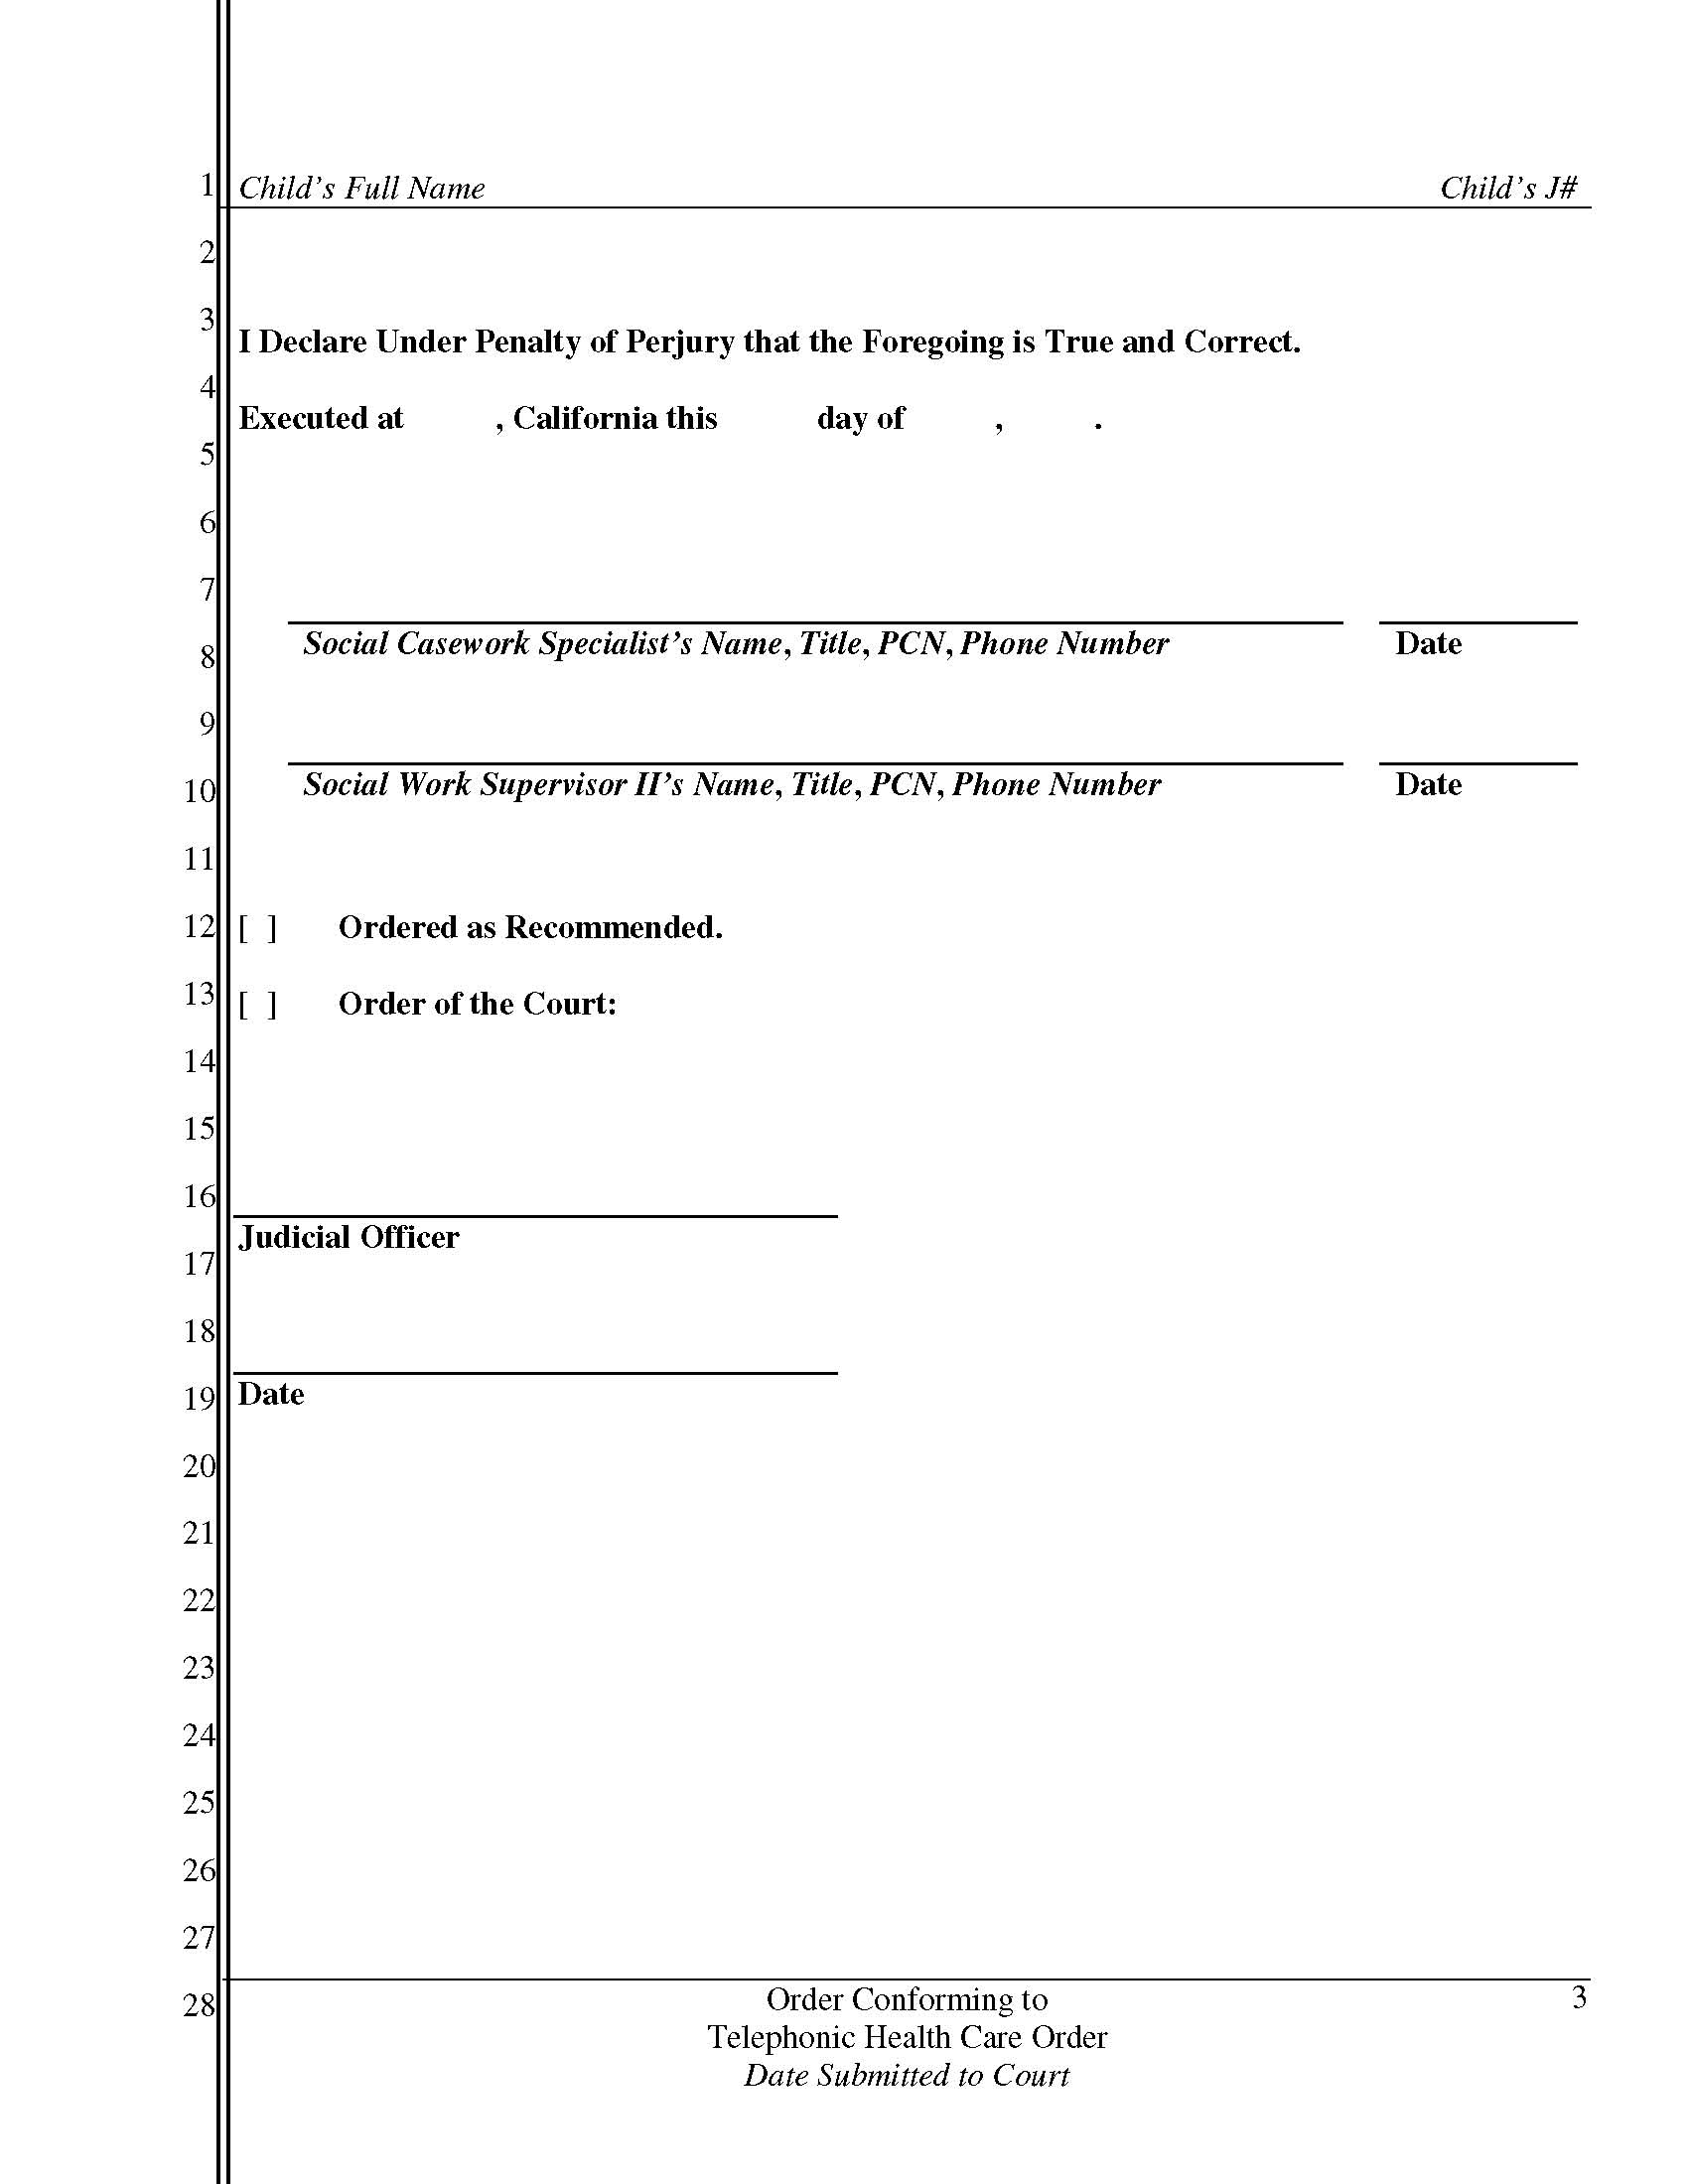 1 Child's Full Name Child's J#
2
3
I Declare Under Penalty of Perjury that the Foregoing is True and Correct.
4
Executed at , California this day of , .
5
6
7
Social Casework Specialist's Name, Title, PCN, Phone Number Date
8
9
Social Work Supervisor II's Name, Title, PCN, Phone Number Date
10
11
12 [ ] Ordered as Recommended.
13 [ ] Order of the Court:
14
15
16
Judicial Officer
17
18
19 Date
20
21
22
23
24
25
26
27
28 Order Conforming to 3
Telephonic Health Care Order
Date Submitted to Court